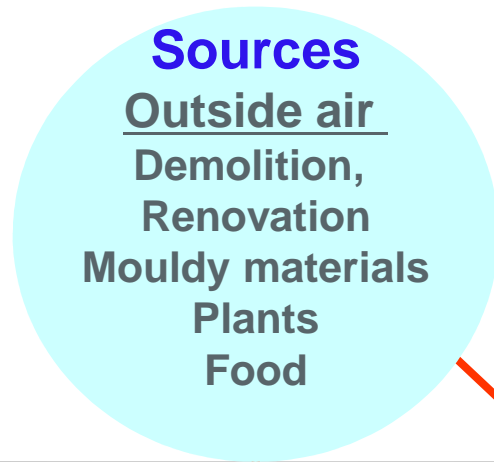 Sources
Outside air
Demolition,
Renovation
Mouldy materials
Plants
Food